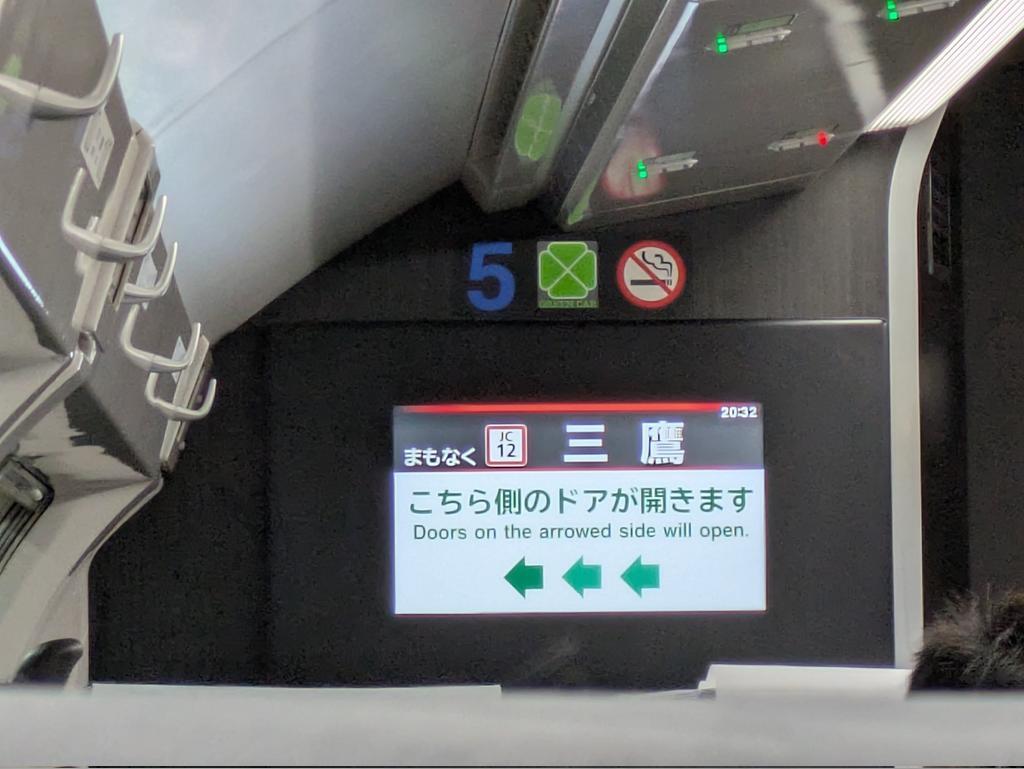 5
GREEN CAR
20:32
まもなく JC 12 三鷹
こちら側のドアが開きます
Doors on the arrowed side will open.